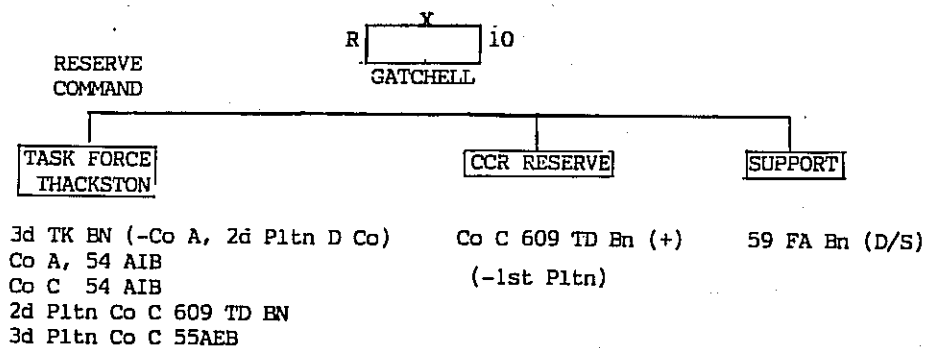 X
R 10
GATCHELL
RESERVE
COMMAND
TASK FORCE
THACKSTON
CCR RESERVE
SUPPORT
3d TK BN (-Co A, 2d Pltn D Co)
Co A, 54 AIB
Co C 54 AIB
2d Pltn Co C 609 TD BN
3d Pltn Co C 55AEB
Co C 609 TD Bn (+)
(-1st Pltn)
59 FA Bn (D/S)